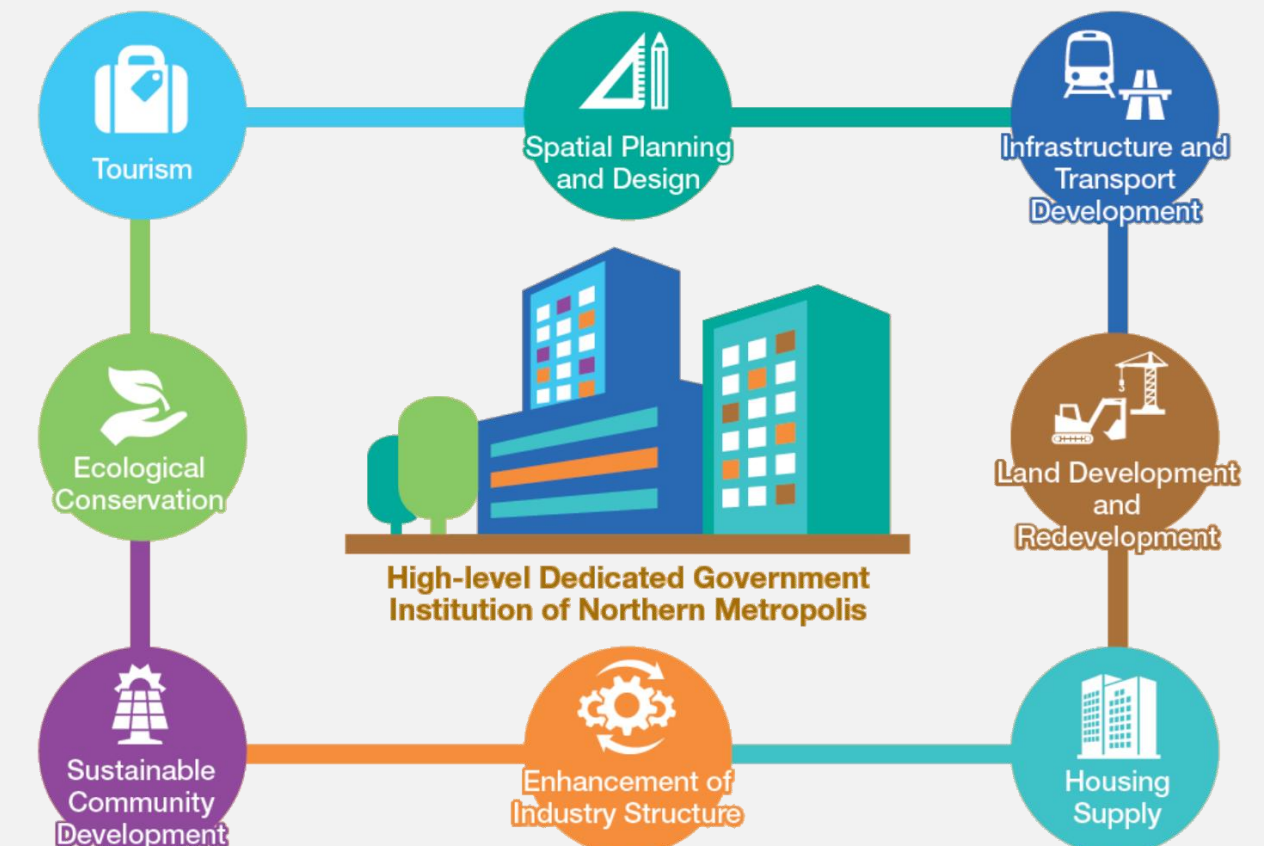 Tourism
Spatial Planning
and Design
Infrastructure and
Transport
Development
Ecological
Conservation
Land Development
and
Redevelopment
High-level Dedicated Government
Institution of Northern Metropolis
Sustainable
Community
Development
Enhancement of
Industry Structure
Housing
Supply